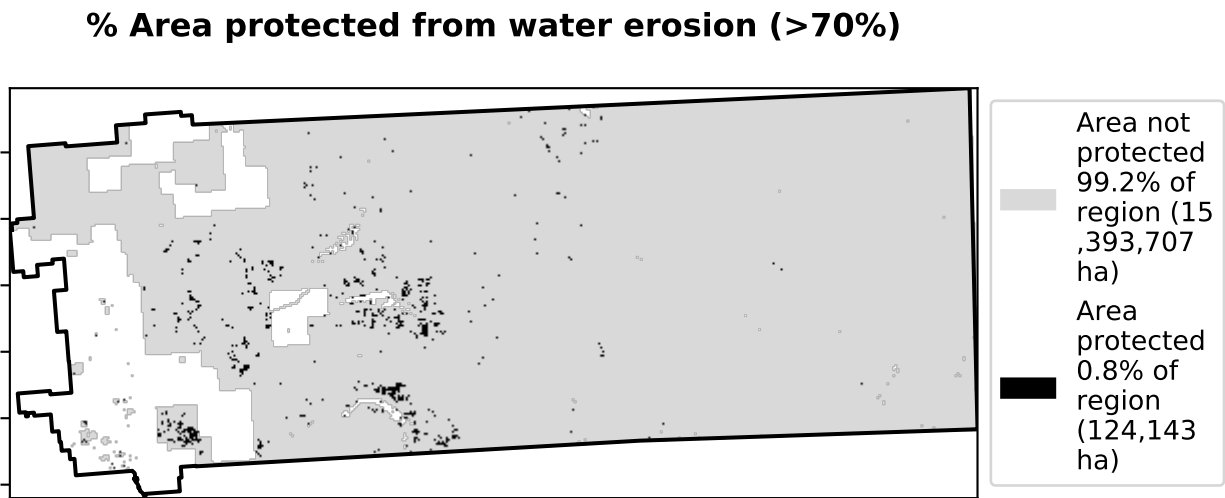 % Area protected from water erosion (>70%)
Area not
protected
99.2% of
region (15
,393,707
ha)
Area
protected
0.8% of
region
(124,143
ha)